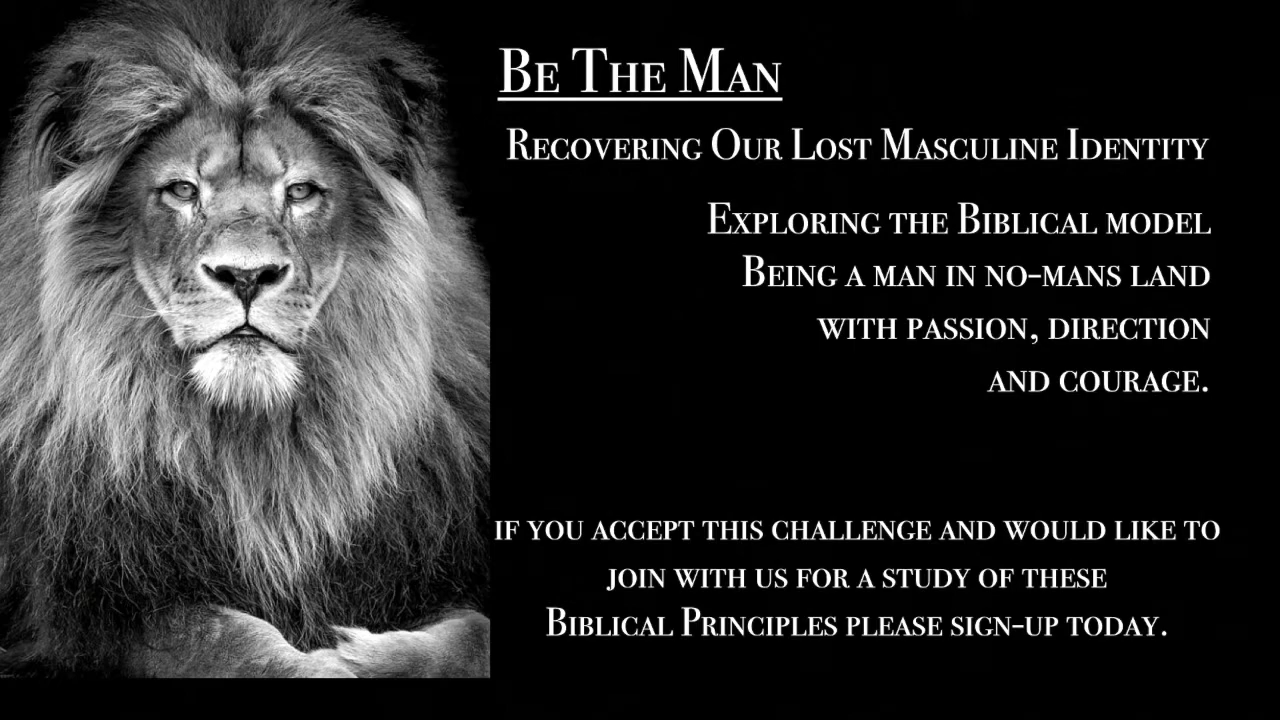 Be The Man
Recovering Our Lost Masculine Identity
Exploring the Biblical model
Being a man in no-mans land
with passion, direction
and courage.
if you accept this challenge and would like to
join with us for a study of these
Biblical Principles please sign-up today.